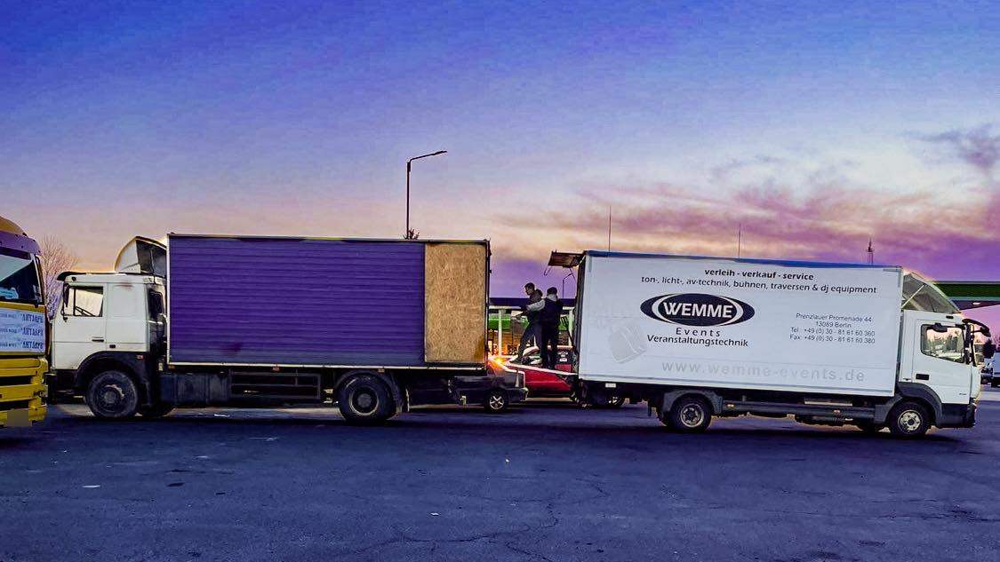 verleih - verkauf - service
ton-, licht-, av-technik, bühnen, traversen & dj equipment
WEMME
Events
Veranstaltungstechnik
Prenzlauer Promenade 44
13089 Berlin
Tel: +49 (0) 30 - 81 61 60 360
Fax: +49 (0) 30 - 81 61 60 380
www.wemme-events.de